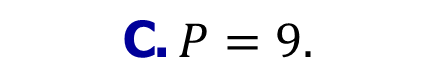 C. P = 9.